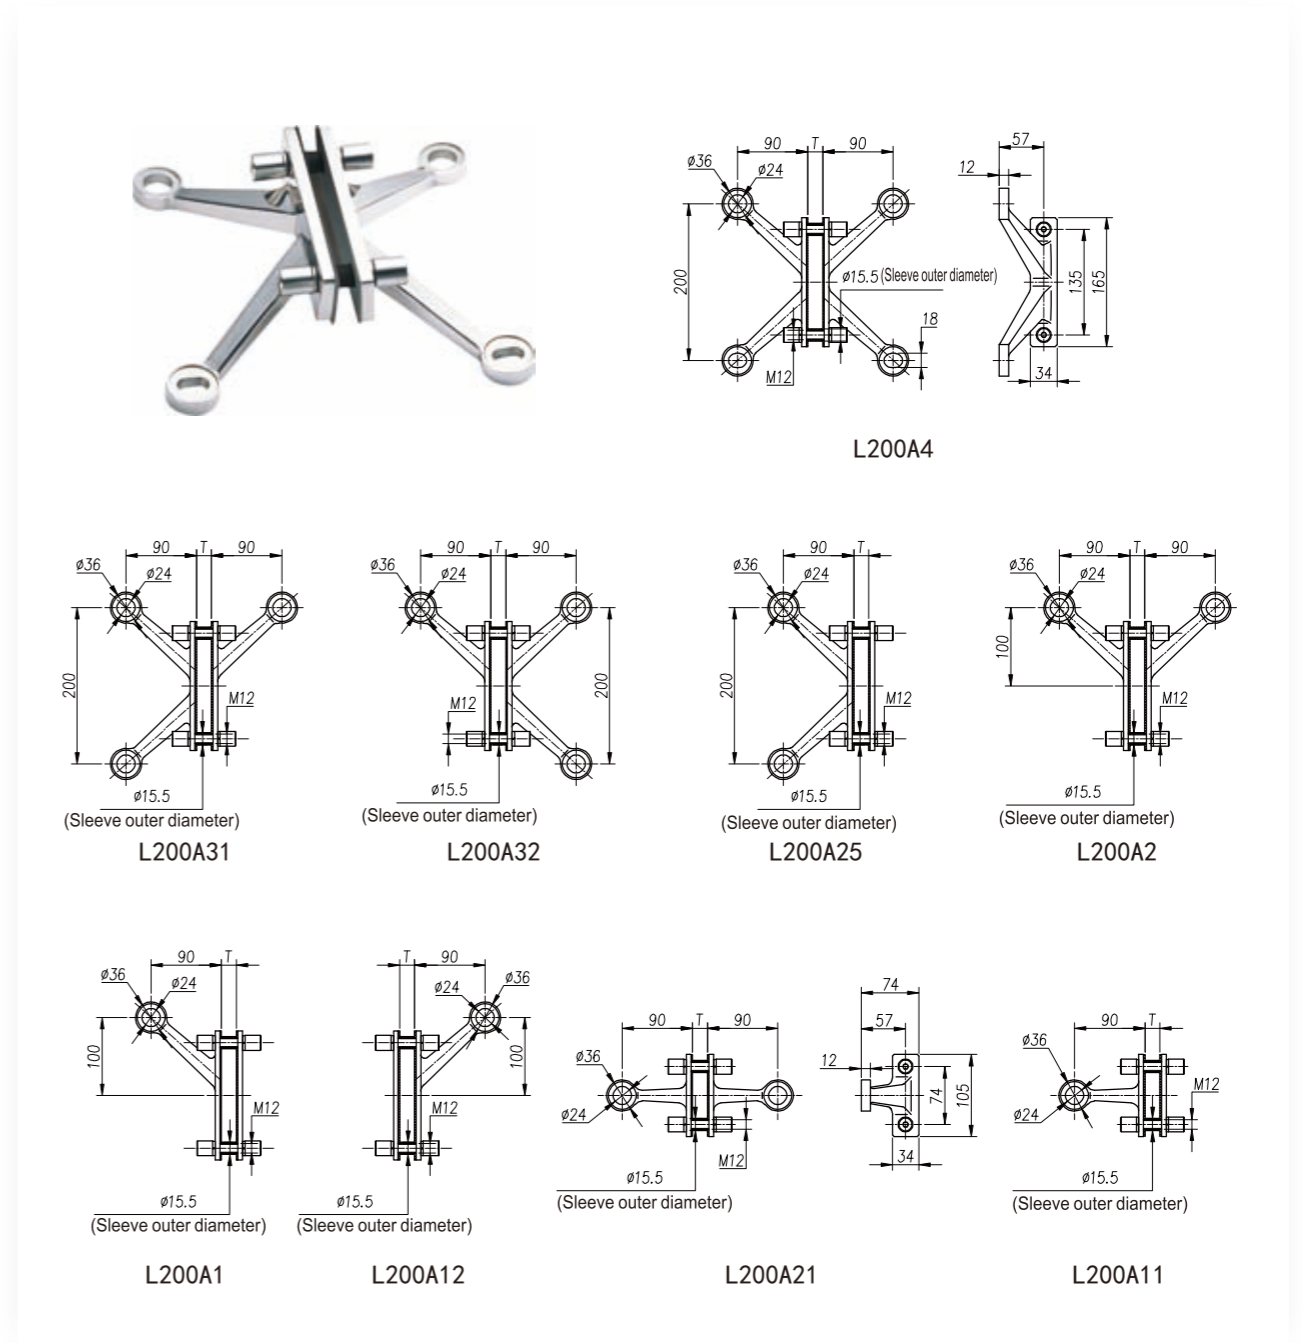 90 T 90
57
ø36
ø24
12
200
ø15.5 (Sleeve outer diameter)
135
165
18
M12
34
L200A4
90 T 90
ø36
ø24
200
M12
ø15.5
(Sleeve outer diameter)
L200A31
90 T 90
ø36
ø24
200
M12
ø15.5
(Sleeve outer diameter)
L200A32
90 T
ø36
ø24
200
M12
ø15.5
(Sleeve outer diameter)
L200A25
90 T 90
ø36
ø24
100
M12
ø15.5
(Sleeve outer diameter)
L200A2
90 T
ø36
ø24
100
M12
ø15.5
(Sleeve outer diameter)
L200A1
T 90
ø36
ø24
100
M12
ø15.5
(Sleeve outer diameter)
L200A12
90 T 90
ø36
ø24
M12
ø15.5
(Sleeve outer diameter)
74
57
12
74
105
34
L200A21
90 T
ø36
ø24
M12
ø15.5
(Sleeve outer diameter)
L200A11